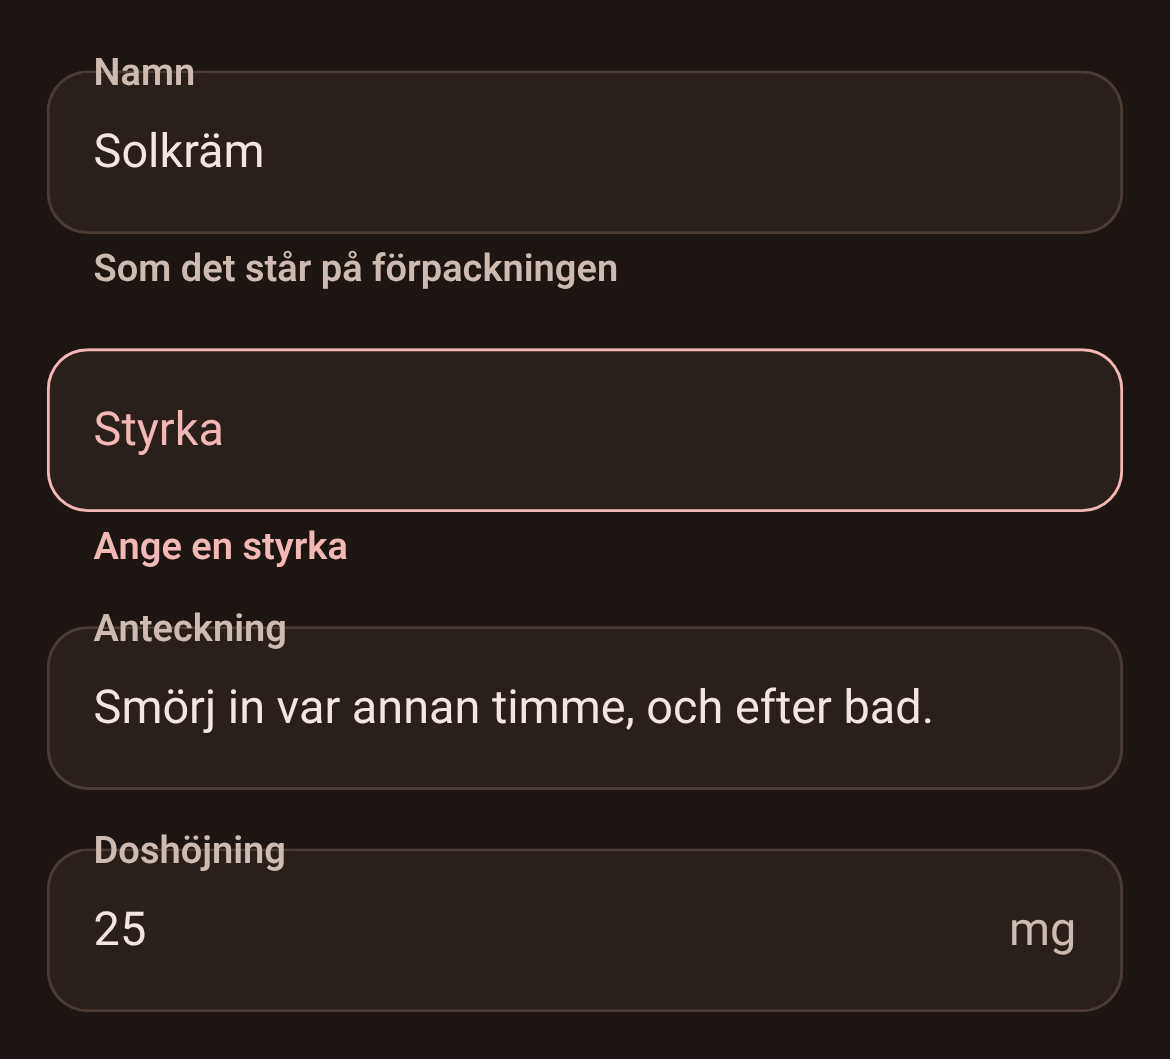 Namn
Solkräm
Som det står på förpackningen
Styrka
Ange en styrka
Anteckning
Smörj in var annan timme, och efter bad.
Doshöjning
25 mg